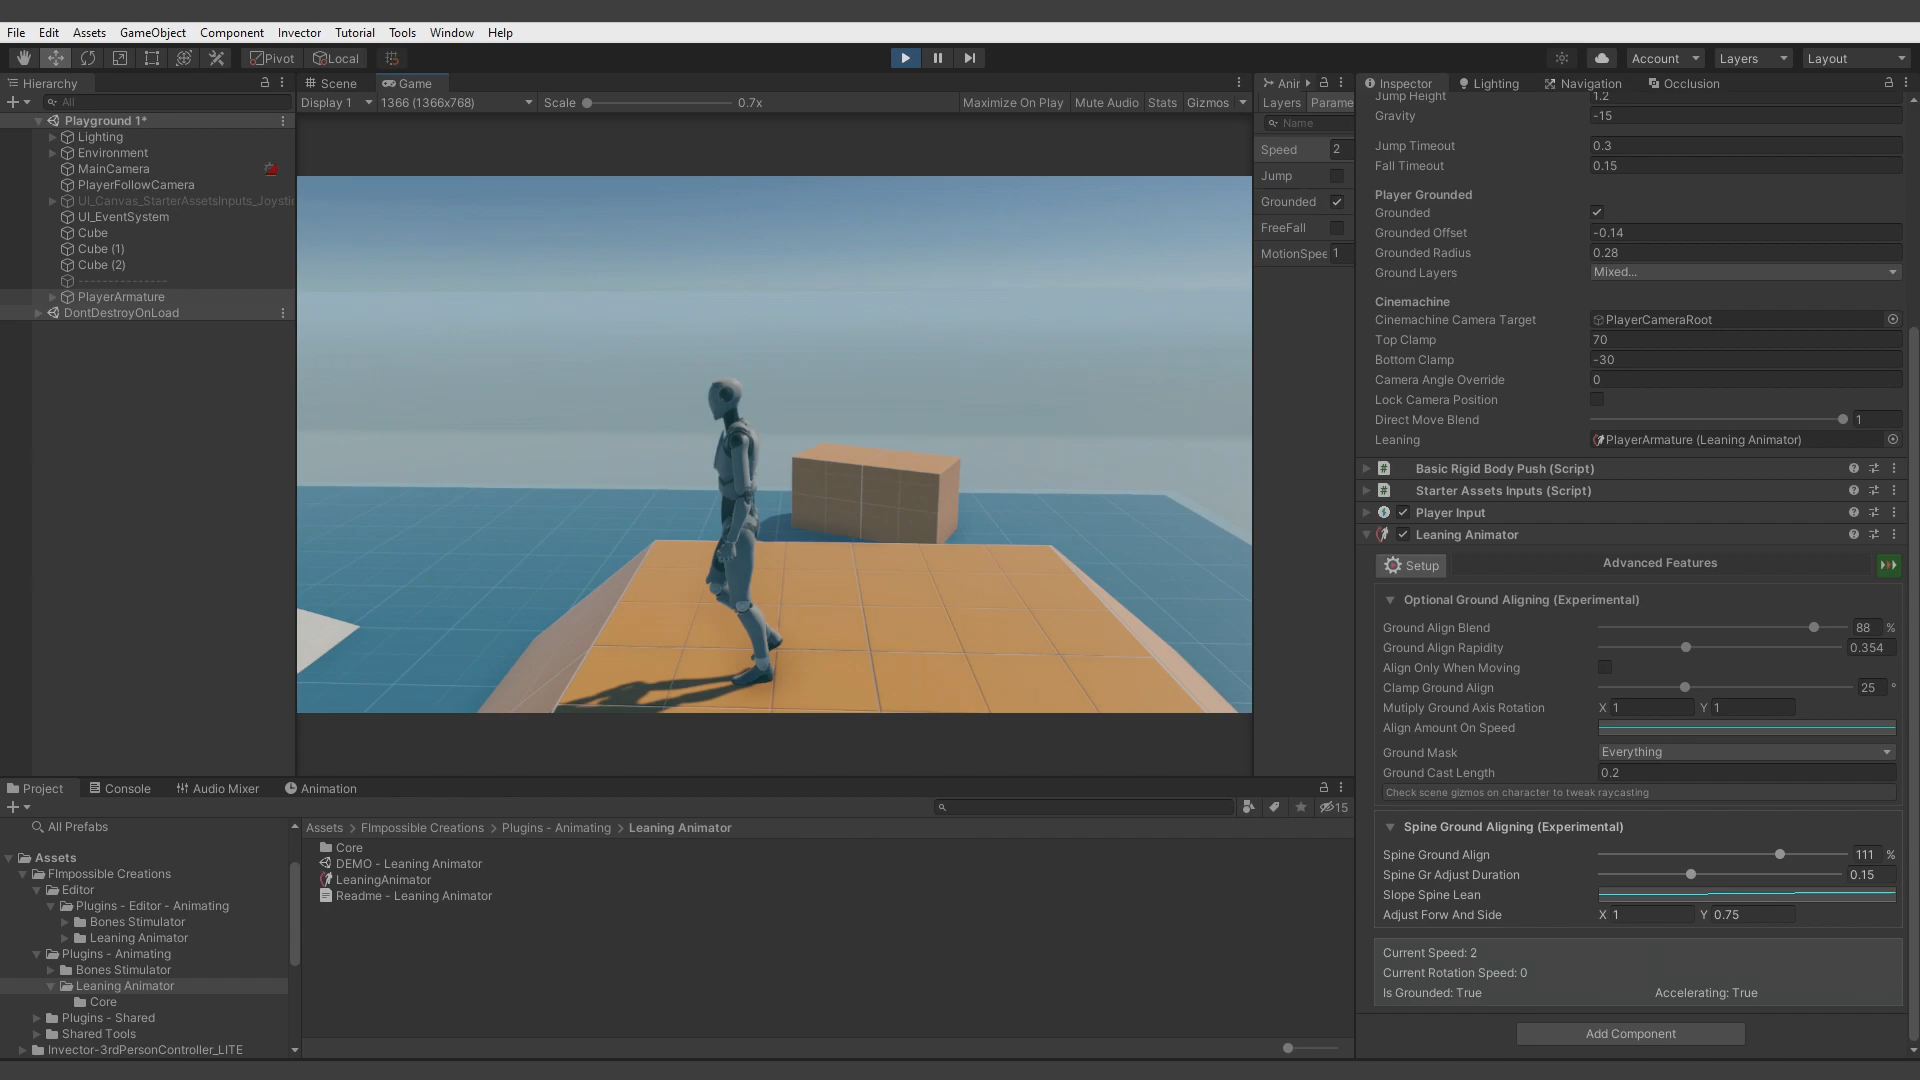 File Edit Assets GameObject Component Invector Tutorial Tools Window Help
Pivot Local Account Layers Layout
Hierarchy
All
Playground 1*
Lighting
Environment
MainCamera
PlayerFollowCamera
UI_Canvas_StarterAssetsInputs_Joysti
UI_EventSystem
Cube
Cube (1)
Cube (2)
---------------
PlayerArmature
DontDestroyOnLoad
Scene Game
Display 1 1366 (1366x768) Scale 0.7x Maximize On Play Mute Audio Stats Gizmos
Layers Parame
Name
Speed 2
Jump
Grounded
FreeFall
MotionSpee 1
Inspector Lighting Navigation Occlusion
Jump Height 1.2
Gravity -15
Jump Timeout 0.3
Fall Timeout 0.15
Player Grounded
Grounded
Grounded Offset -0.14
Grounded Radius 0.28
Ground Layers Mixed...
Cinemachine
Cinemachine Camera Target PlayerCameraRoot
Top Clamp 70
Bottom Clamp -30
Camera Angle Override 0
Lock Camera Position
Direct Move Blend 1
Leaning PlayerArmature (Leaning Animator)
Basic Rigid Body Push (Script)
Starter Assets Inputs (Script)
Player Input
Leaning Animator
Setup Advanced Features
Optional Ground Aligning (Experimental)
Ground Align Blend 88 %
Ground Align Rapidity 0.354
Align Only When Moving
Clamp Ground Align 25 °
Mutiply Ground Axis Rotation X 1 Y 1
Align Amount On Speed
Ground Mask Everything
Ground Cast Length 0.2
Check scene gizmos on character to tweak raycasting
Spine Ground Aligning (Experimental)
Spine Ground Align 111 %
Spine Gr Adjust Duration 0.15
Slope Spine Lean
Adjust Forw And Side X 1 Y 0.75
Current Speed: 2
Current Rotation Speed: 0
Is Grounded: True Accelerating: True
Add Component
Project Console Audio Mixer Animation
15
All Prefabs
Assets
FImpossible Creations
Editor
Plugins - Editor - Animating
Bones Stimulator
Leaning Animator
Plugins - Animating
Bones Stimulator
Leaning Animator
Core
Plugins - Shared
Shared Tools
Invector-3rdPersonController_LITE
Assets > FImpossible Creations > Plugins - Animating > Leaning Animator
Core
DEMO - Leaning Animator
LeaningAnimator
Readme - Leaning Animator